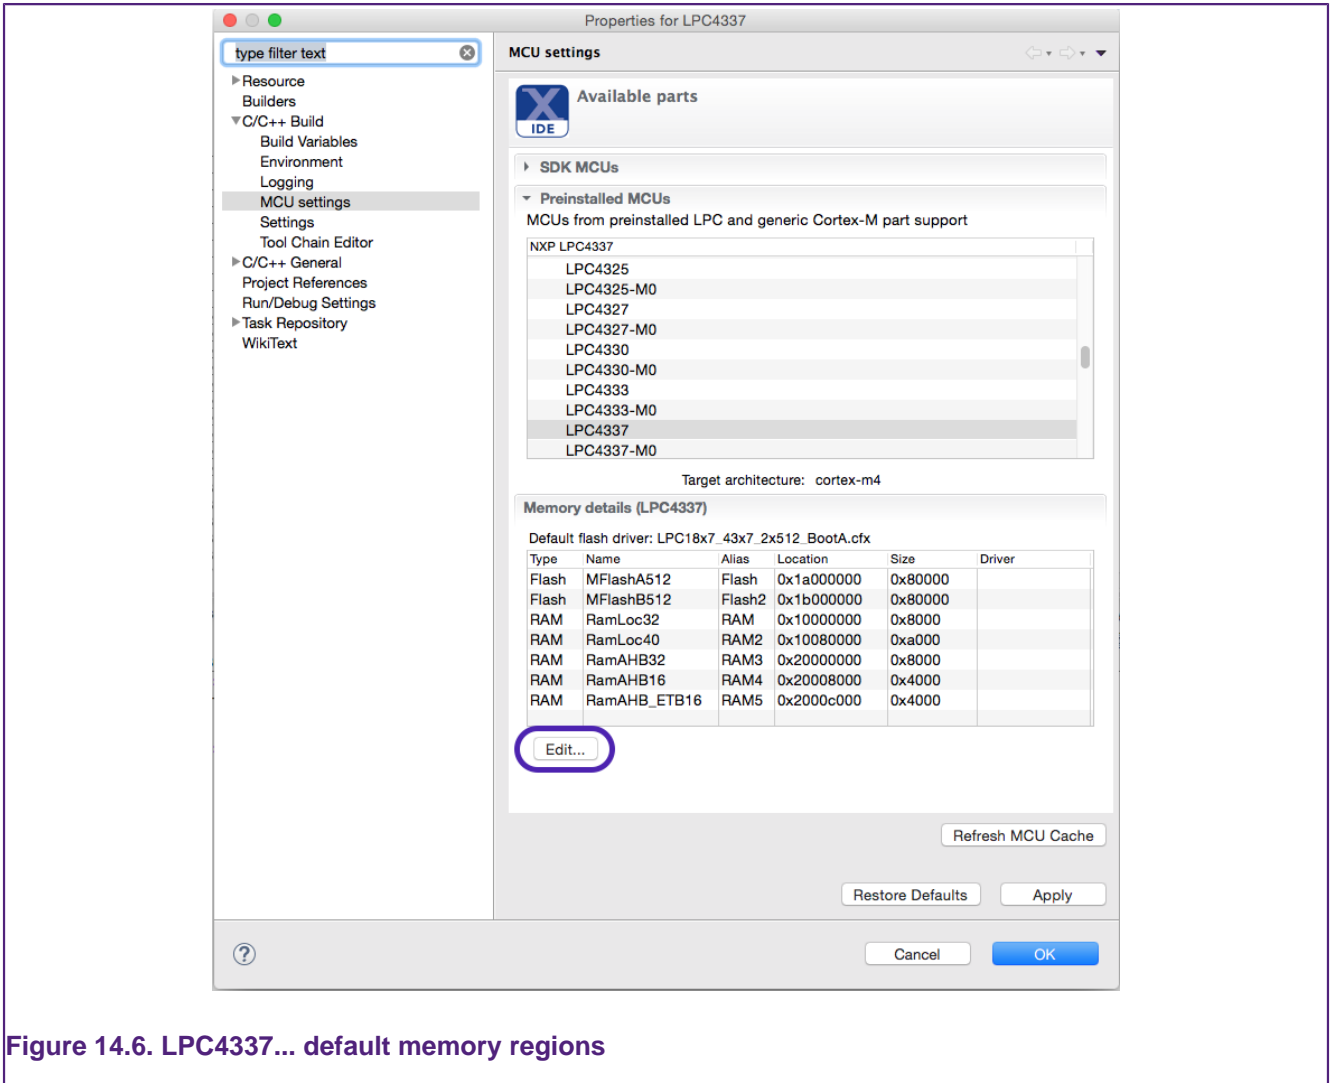 Properties for LPC4337
type filter text
Resource
Builders
C/C++ Build
Build Variables
Environment
Logging
MCU settings
Settings
Tool Chain Editor
C/C++ General
Project References
Run/Debug Settings
Task Repository
WikiText
MCU settings
IDE
Available parts
SDK MCUs
Preinstalled MCUs
MCUs from preinstalled LPC and generic Cortex-M part support
NXP LPC4337
LPC4325
LPC4325-M0
LPC4327
LPC4327-M0
LPC4330
LPC4330-M0
LPC4333
LPC4333-M0
LPC4337
LPC4337-M0
Target architecture: cortex-m4
Memory details (LPC4337)
Default flash driver: LPC18x7_43x7_2x512_BootA.cfx
Type Name Alias Location Size Driver
Flash MFlashA512 Flash 0x1a000000 0x80000
Flash MFlashB512 Flash2 0x1b000000 0x80000
RAM RamLoc32 RAM 0x10000000 0x8000
RAM RamLoc40 RAM2 0x10080000 0xa000
RAM RamAHB32 RAM3 0x20000000 0x8000
RAM RamAHB16 RAM4 0x20008000 0x4000
RAM RamAHB_ETB16 RAM5 0x2000c000 0x4000
Edit...
Refresh MCU Cache
Restore Defaults Apply
? Cancel OK
Figure 14.6. LPC4337... default memory regions